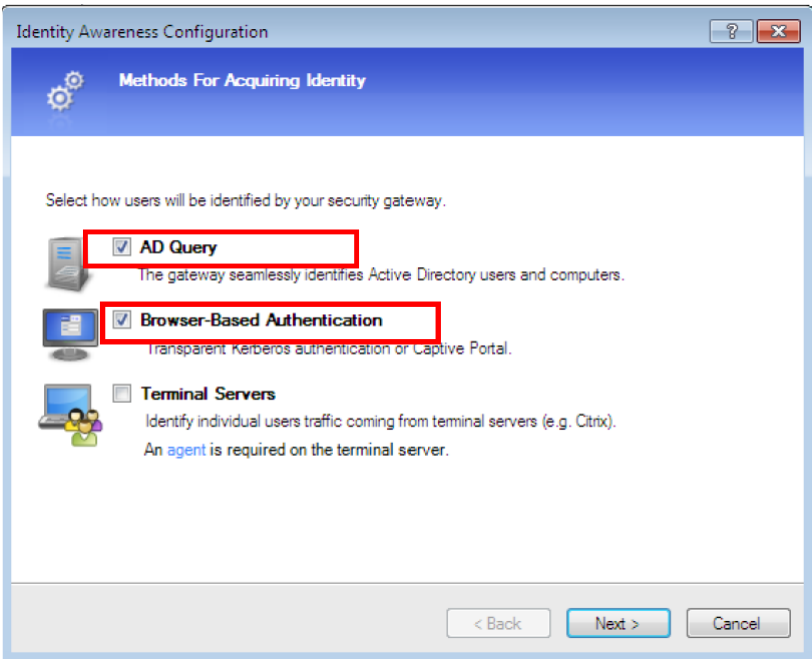 Identity Awareness Configuration
Methods For Acquiring Identity
Select how users will be identified by your security gateway.
AD Query
The gateway seamlessly identifies Active Directory users and computers.
Browser-Based Authentication
Transparent Kerberos authentication or Captive Portal.
Terminal Servers
Identify individual users traffic coming from terminal servers (e.g. Citrix).
An agent is required on the terminal server.
< Back Next > Cancel